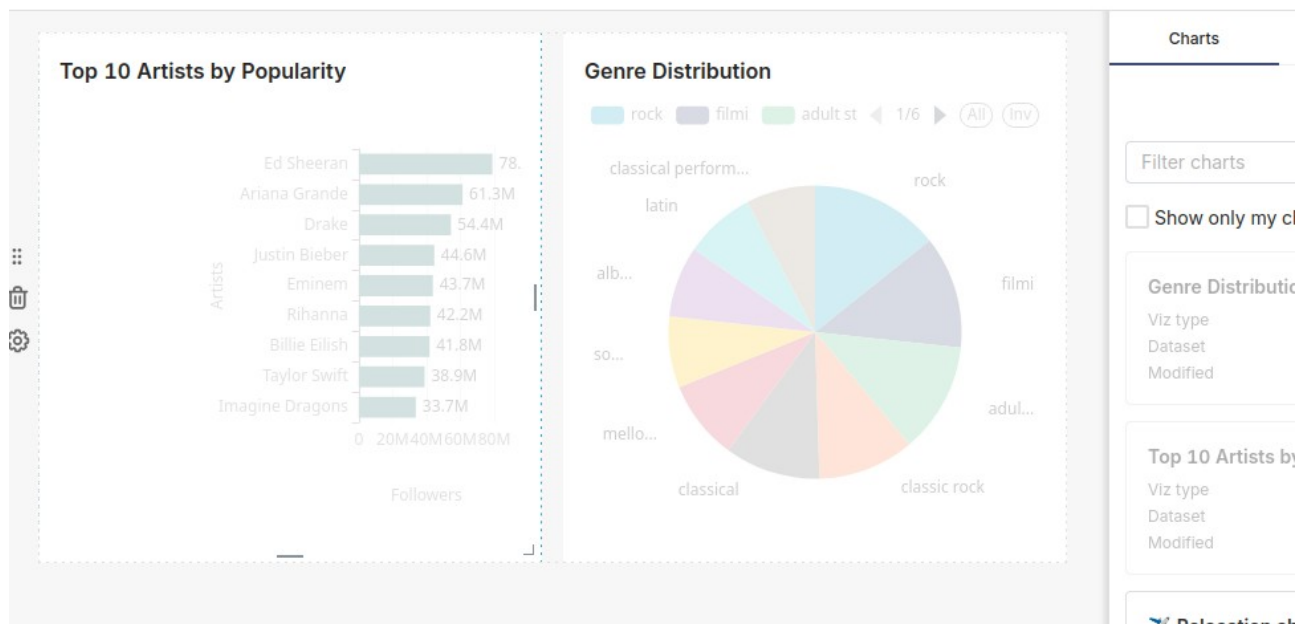 Top 10 Artists by Popularity
Artists
Ed Sheeran 78.
Ariana Grande 61.3M
Drake 54.4M
Justin Bieber 44.6M
Eminem 43.7M
Rihanna 42.2M
Billie Eilish 41.8M
Taylor Swift 38.9M
Imagine Dragons 33.7M
0 20M 40M 60M 80M
Followers
Genre Distribution
rock filmi adult st 1/6 All Inv
classical perform...
rock
latin
alb...
filmi
so...
adul...
mello...
classical
classic rock
Charts
Filter charts
Show only my
Genre Distributio
Viz type
Dataset
Modified
Top 10 Artists by
Viz type
Dataset
Modified